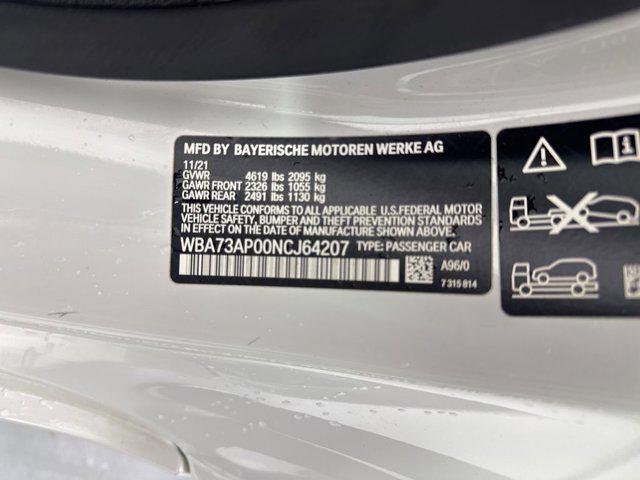 MFD BY BAYERISCHE MOTOREN WERKE AG
11/21
GVWR 4619 lbs 2095 kg
GAWR FRONT 2326 lbs 1055 kg
GAWR REAR 2491 lbs 1130 kg
THIS VEHICLE CONFORMS TO ALL APPLICABLE U.S.FEDERAL MOTOR
VEHICLE SAFETY, BUMPER, AND THEFT PREVENTION STANDARDS
IN EFFECT ON THE DATE OF MANUFACTURE SHOWN ABOVE.
WBA73AP00NCJ64207 TYPE: PASSENGER CAR
A96/0
7 315 814